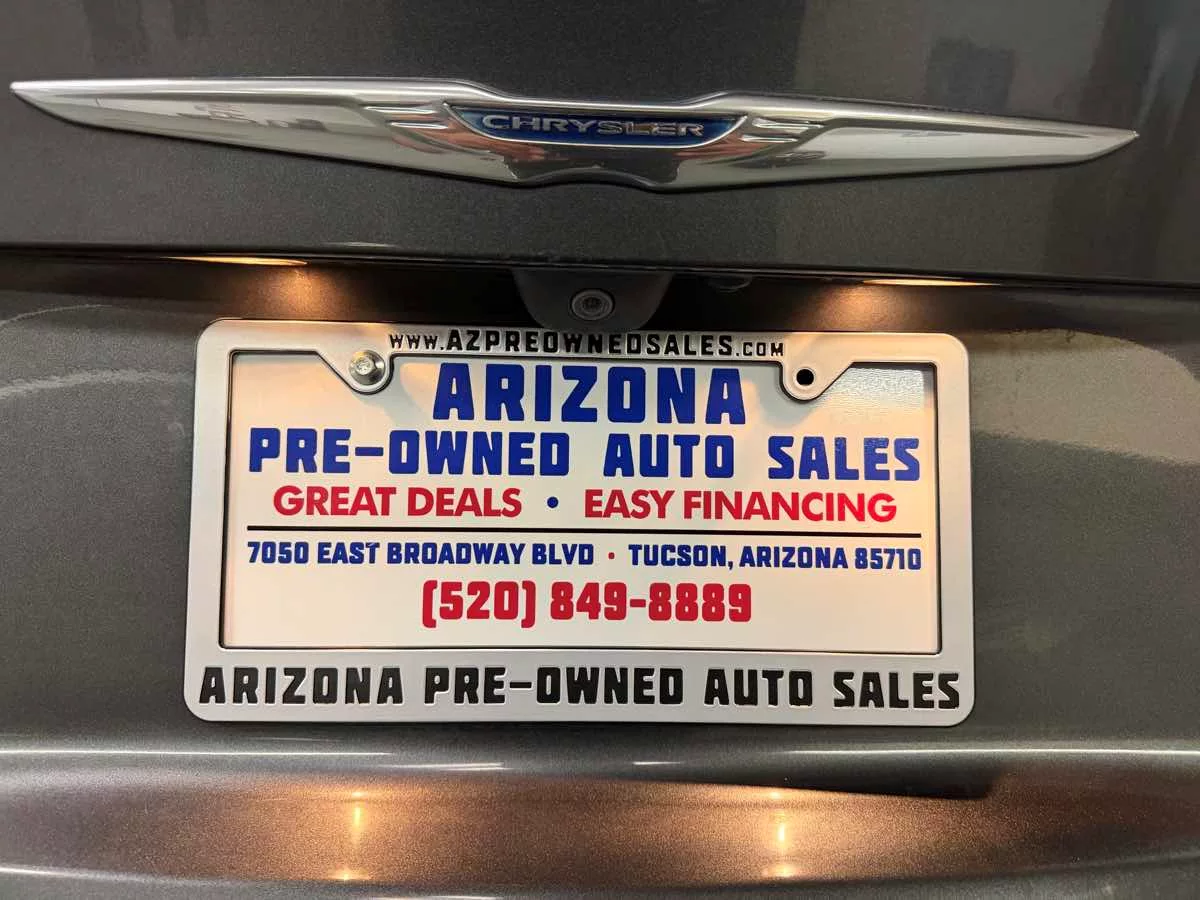 CHRYSLER
www.AZPREOWNEDSALES.COM
ARIZONA
PRE-OWNED AUTO SALES
GREAT DEALS • EASY FINANCING
7050 EAST BROADWAY BLVD • TUCSON, ARIZONA 85710
(520) 849-8889
ARIZONA PRE-OWNED AUTO SALES